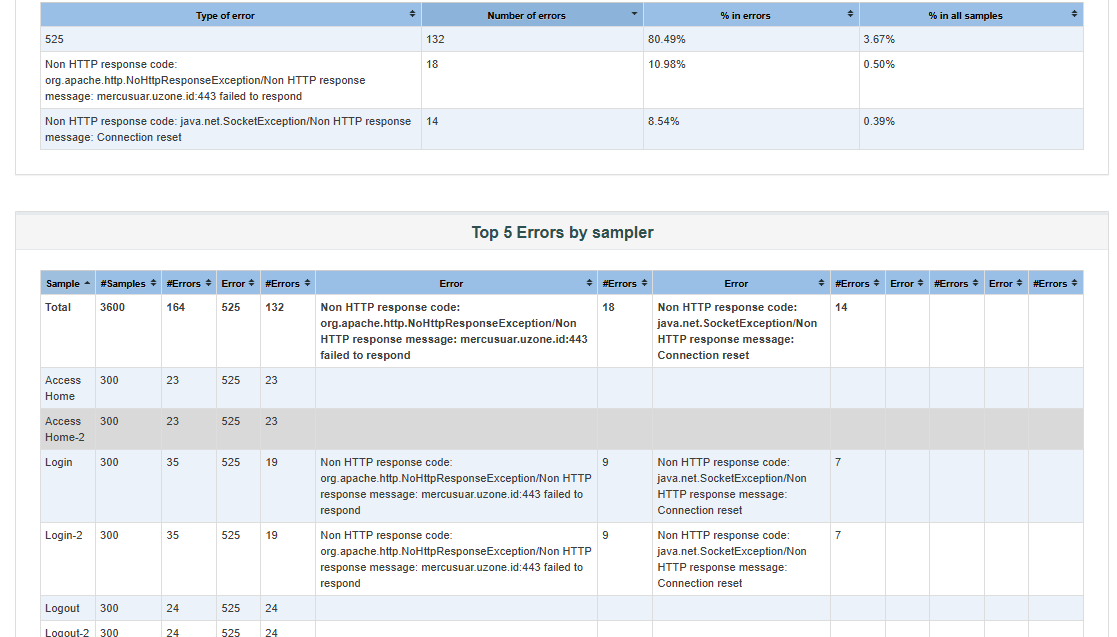 Type of error Number of errors % in errors % in all samples
525 132 80.49% 3.67%
Non HTTP response code: 18 10.98% 0.50%
org.apache.http.NoHttpResponseException/Non HTTP response
message: mercusuar.uzone.id:443 failed to respond
Non HTTP response code: java.net.SocketException/Non HTTP response 14 8.54% 0.39%
message: Connection reset
Top 5 Errors by sampler
Sample #Samples #Errors Error #Errors Error #Errors Error #Errors Error #Errors Error #Errors
Total 3600 164 525 132 Non HTTP response code: 18 Non HTTP response code: 14
org.apache.http.NoHttpResponseException/Non java.net.SocketException/Non
HTTP response message: mercusuar.uzone.id:443 HTTP response message:
failed to respond Connection reset
Access 300 23 525 23
Home
Access 300 23 525 23
Home-2
Login 300 35 525 19 Non HTTP response code: 9 Non HTTP response code: 7
org.apache.http.NoHttpResponseException/Non HTTP java.net.SocketException/Non
response message: mercusuar.uzone.id:443 failed to HTTP response message:
respond Connection reset
Login-2 300 35 525 19 Non HTTP response code: 9 Non HTTP response code: 7
org.apache.http.NoHttpResponseException/Non HTTP java.net.SocketException/Non
response message: mercusuar.uzone.id:443 failed to HTTP response message:
respond Connection reset
Logout 300 24 525 24
Logout-2 300 24 525 24